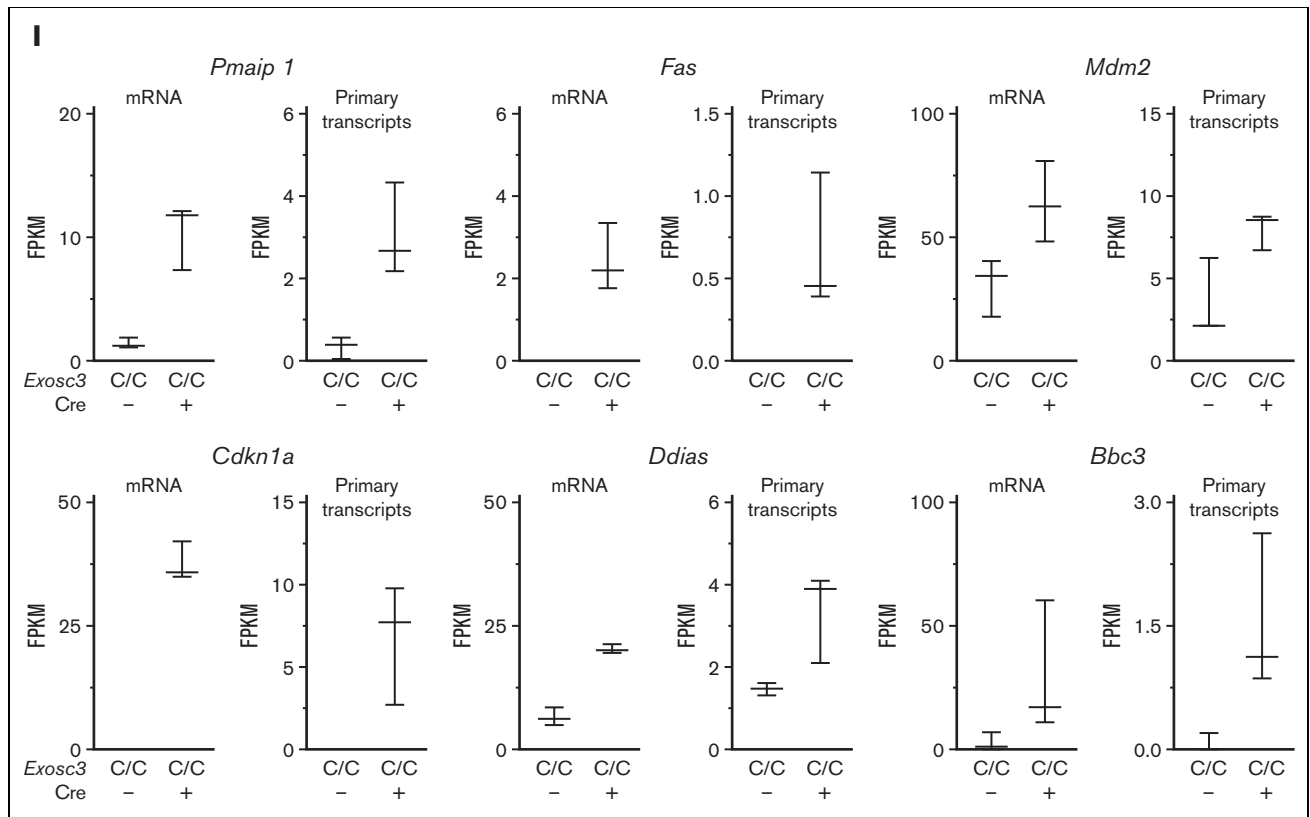 I
Pmaip 1
Fas
Mdm2
mRNA
Primary
transcripts
mRNA
Primary
transcripts
mRNA
Primary
transcripts
FPKM
20
10
0
FPKM
6
4
2
0
FPKM
6
4
2
0
FPKM
1.5
1.0
0.5
0.0
FPKM
100
50
0
FPKM
15
10
5
0
Exosc3 C/C C/C C/C C/C C/C C/C C/C C/C C/C C/C C/C C/C
Cre – + – + – + – + – + – +
Cdkn1a
Ddias
Bbc3
mRNA
Primary
transcripts
mRNA
Primary
transcripts
mRNA
Primary
transcripts
FPKM
50
25
0
FPKM
15
10
5
0
FPKM
50
25
0
FPKM
6
4
2
0
FPKM
100
50
0
FPKM
3.0
1.5
0.0
Exosc3 C/C C/C C/C C/C C/C C/C C/C C/C C/C C/C C/C C/C
Cre – + – + – + – + – + – +